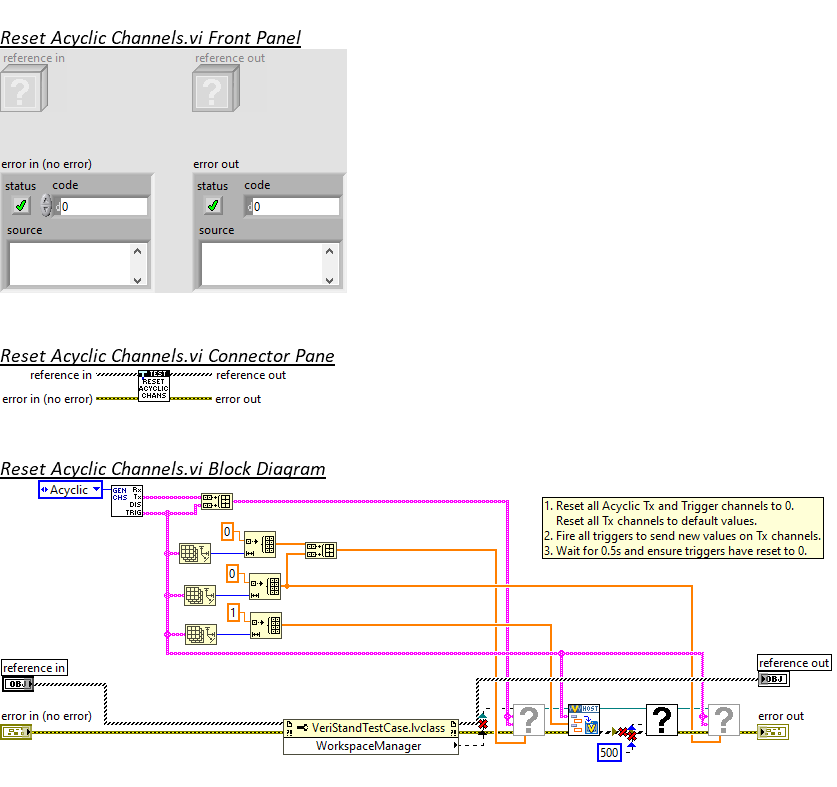 Reset Acyclic Channels.vi Front Panel
reference in
reference out
?
?
error in (no error)
error out
status code
status code
d 0
d 0
source
source
Reset Acyclic Channels.vi Connector Pane
reference in
TEST
RESET
ACYCLIC
CHANS
reference out
error in (no error)
error out
Reset Acyclic Channels.vi Block Diagram
Acyclic
GEN Rx
CHS Tx
DIS
TRIG
1. Reset all Acyclic Tx and Trigger channels to 0.
Reset all Tx channels to default values.
2. Fire all triggers to send new values on Tx channels.
3. Wait for 0.5s and ensure triggers have reset to 0.
0
0
1
reference in
OBJ
reference out
OBJ
error in (no error)
VeriStandTestCase.lvclass
WorkspaceManager
?
HOST
500
?
?
error out